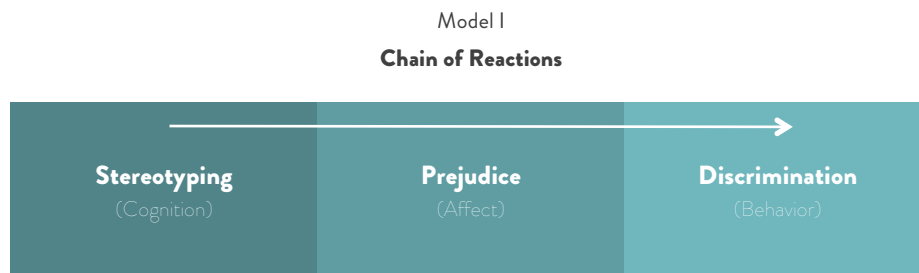 Model I
Chain of Reactions
Stereotyping
(Cognition)
Prejudice
(Affect)
Discrimination
(Behavior)